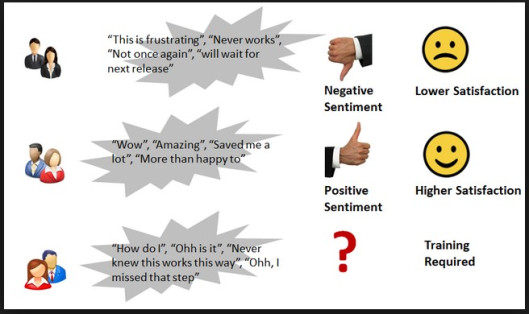 “This is frustrating”, “Never works”,
“Not once again”, “will wait for
next release”
Negative
Sentiment
Lower Satisfaction
“Wow”, “Amazing”, “Saved me a
lot”, “More than happy to”
Positive
Sentiment
Higher Satisfaction
“How do I”, “Ohh is it”, “Never
knew this works this way”, “Ohh, I
missed that step”
?
Training
Required